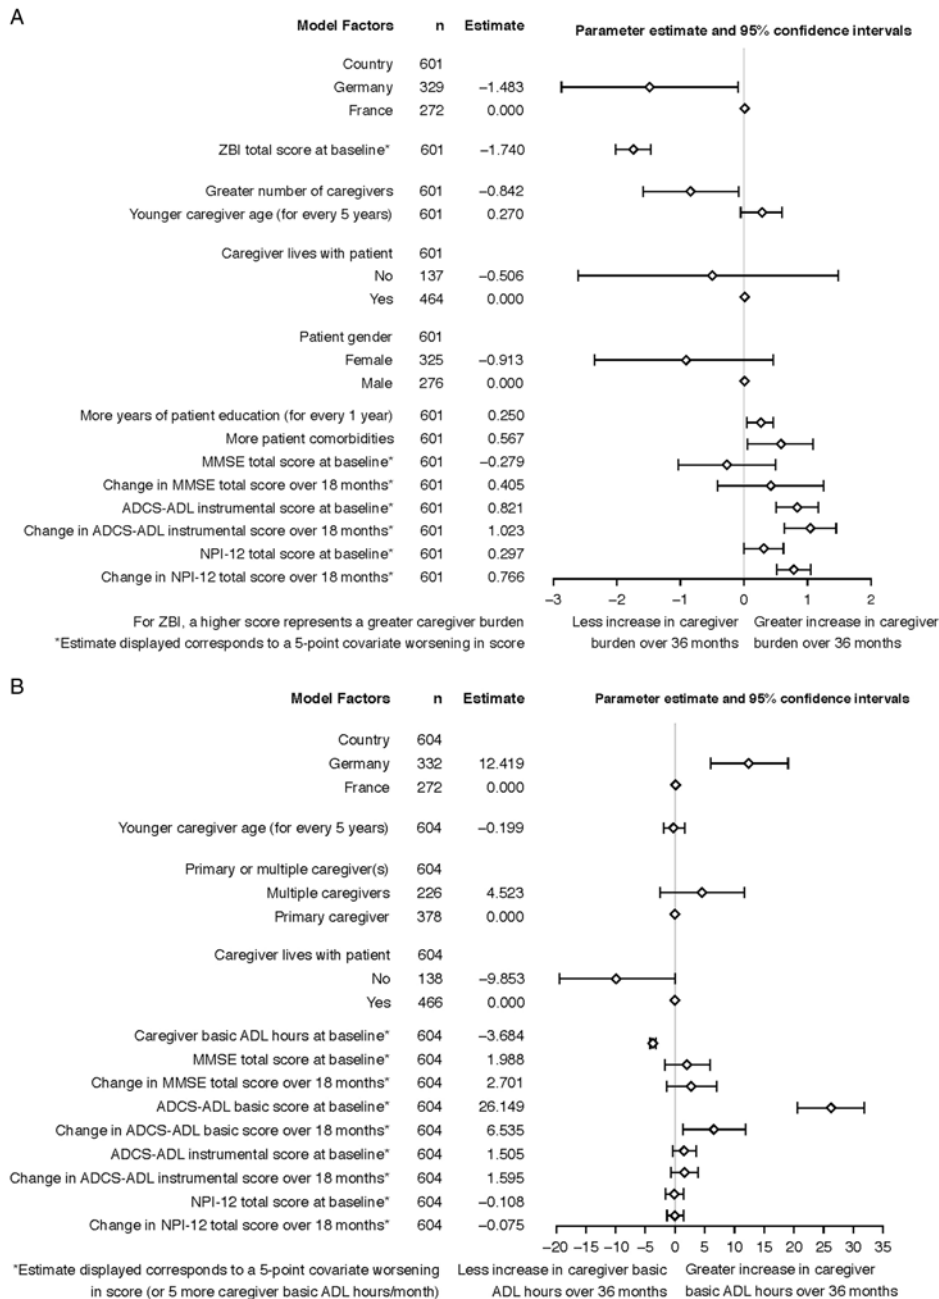 A
Model Factors n Estimate Parameter estimate and 95% confidence intervals
Country 601
Germany 329 −1.483
France 272 0.000
ZBI total score at baseline* 601 −1.740
Greater number of caregivers 601 −0.842
Younger caregiver age (for every 5 years) 601 0.270
Caregiver lives with patient 601
No 137 −0.506
Yes 464 0.000
Patient gender 601
Female 325 −0.913
Male 276 0.000
More years of patient education (for every 1 year) 601 0.250
More patient comorbidities 601 0.567
MMSE total score at baseline* 601 −0.279
Change in MMSE total score over 18 months* 601 0.405
ADCS-ADL instrumental score at baseline* 601 0.821
Change in ADCS-ADL instrumental score over 18 months* 601 1.023
NPI-12 total score at baseline* 601 0.297
Change in NPI-12 total score over 18 months* 601 0.766
−3 −2 −1 0 1 2
For ZBI, a higher score represents a greater caregiver burden Less increase in caregiver Greater increase in caregiver
*Estimate displayed corresponds to a 5-point covariate worsening in score burden over 36 months burden over 36 months
B
Model Factors n Estimate Parameter estimate and 95% confidence intervals
Country 604
Germany 332 12.419
France 272 0.000
Younger caregiver age (for every 5 years) 604 −0.199
Primary or multiple caregiver(s) 604
Multiple caregivers 226 4.523
Primary caregiver 378 0.000
Caregiver lives with patient 604
No 138 −9.853
Yes 466 0.000
Caregiver basic ADL hours at baseline* 604 −3.684
MMSE total score at baseline* 604 1.988
Change in MMSE total score over 18 months* 604 2.701
ADCS-ADL basic score at baseline* 604 26.149
Change in ADCS-ADL basic score over 18 months* 604 6.535
ADCS-ADL instrumental score at baseline* 604 1.505
Change in ADCS-ADL instrumental score over 18 months* 604 1.595
NPI-12 total score at baseline* 604 −0.108
Change in NPI-12 total score over 18 months* 604 −0.075
−20 −15 −10 −5 0 5 10 15 20 25 30 35
*Estimate displayed corresponds to a 5-point covariate worsening Less increase in caregiver basic Greater increase in caregiver
in score (or 5 more caregiver basic ADL hours/month) ADL hours over 36 months basic ADL hours over 36 months